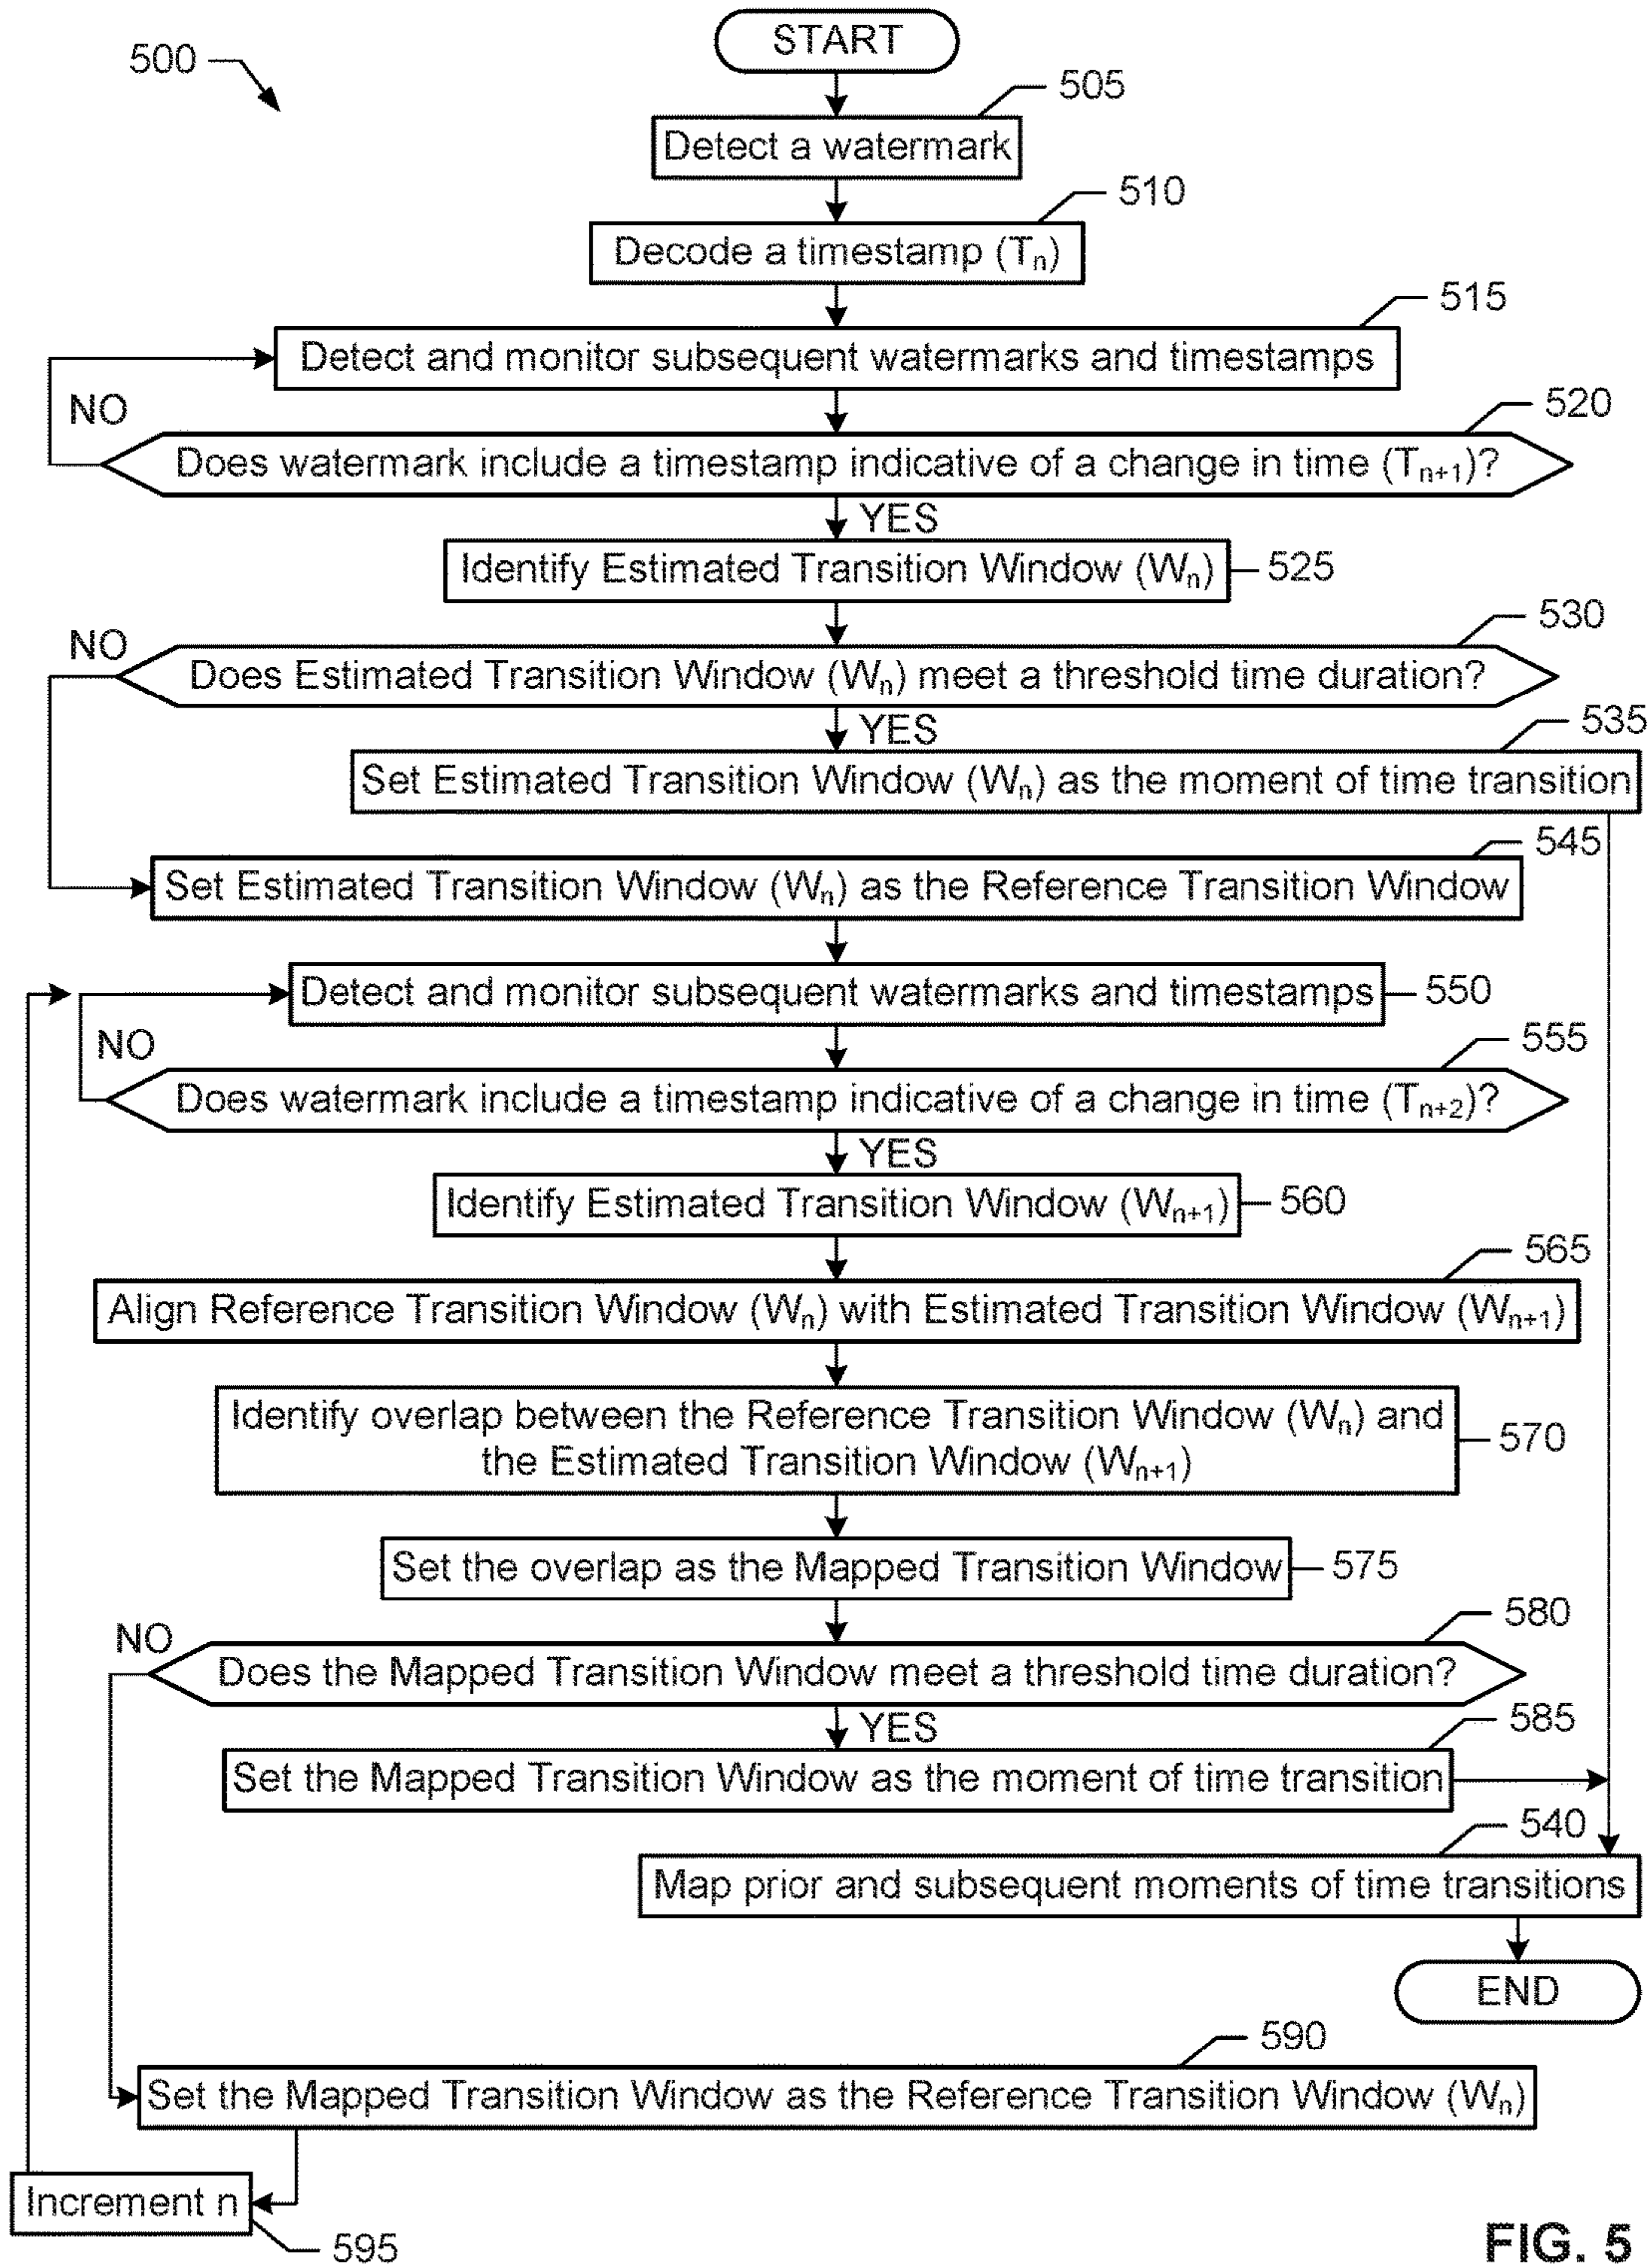 START
500
505
Detect a watermark
510
Decode a timestamp (Tn)
515
Detect and monitor subsequent watermarks and timestamps
NO
520
Does watermark include a timestamp indicative of a change in time (Tn+1)?
YES
Identify Estimated Transition Window (Wn)
525
NO
530
Does Estimated Transition Window (Wn) meet a threshold time duration?
YES
535
Set Estimated Transition Window (Wn) as the moment of time transition
545
Set Estimated Transition Window (Wn) as the Reference Transition Window
Detect and monitor subsequent watermarks and timestamps
550
NO
555
Does watermark include a timestamp indicative of a change in time (Tn+2)?
YES
Identify Estimated Transition Window (Wn+1)
560
565
Align Reference Transition Window (Wn) with Estimated Transition Window (Wn+1)
Identify overlap between the Reference Transition Window (Wn) and
the Estimated Transition Window (Wn+1)
570
Set the overlap as the Mapped Transition Window
575
NO
580
Does the Mapped Transition Window meet a threshold time duration?
YES
585
Set the Mapped Transition Window as the moment of time transition
540
Map prior and subsequent moments of time transitions
END
590
Set the Mapped Transition Window as the Reference Transition Window (Wn)
Increment n
595
FIG. 5